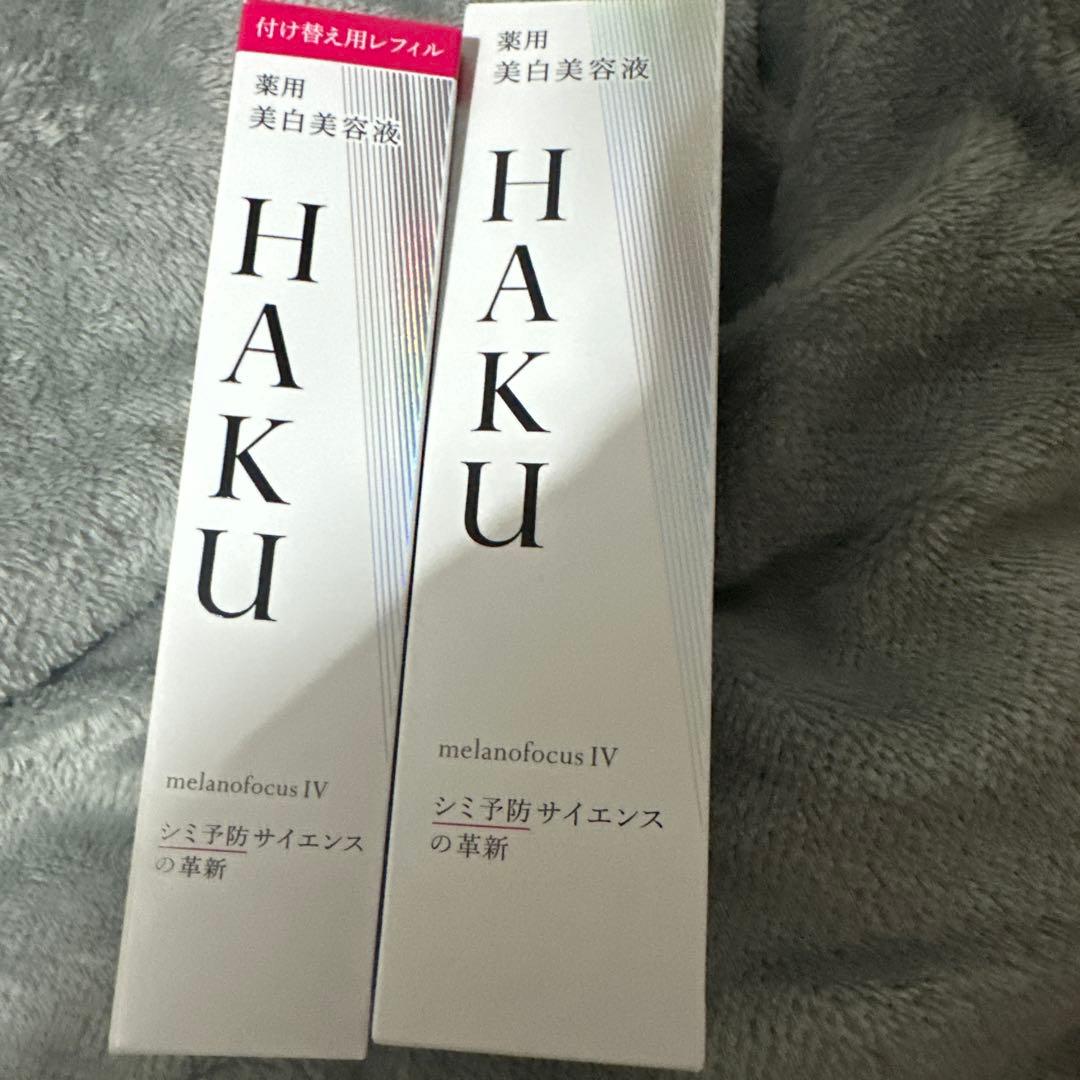 付け替え用レフィル
薬用
美白美容液
HAKU
melanofocus IV
シミ予防サイエンス
の革新
薬用
美白美容液
HAKU
melanofocus IV
シミ予防サイエンス
の革新